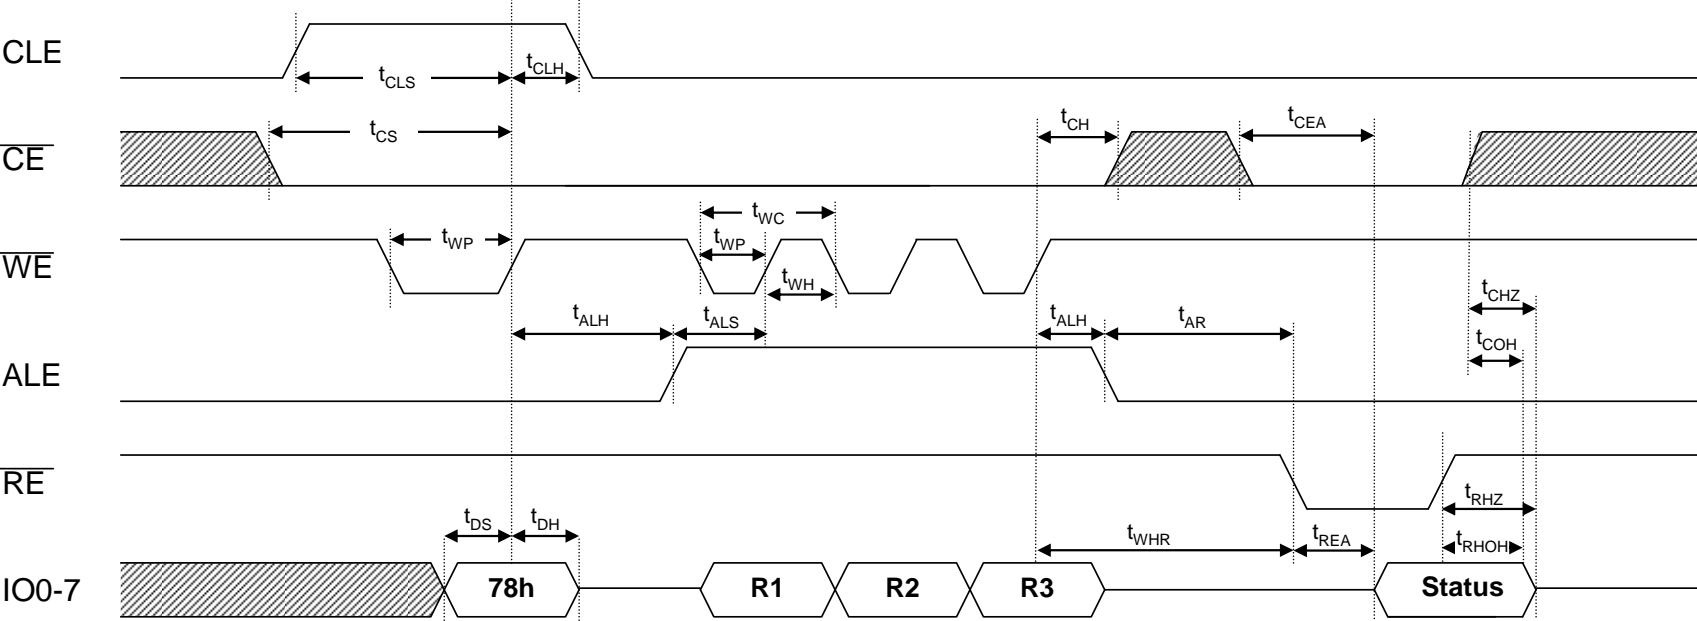 CLE
tCLS
tCLH
CE
tCS
tCH
tCEA
WE
tWP
tWC
tWP
tWH
tALH
tALS
tALH
tAR
tCHZ
tCOH
ALE
RE
tDS
tDH
tWHR
tREA
tRHZ
tRHOH
IO0-7
78h
R1
R2
R3
Status